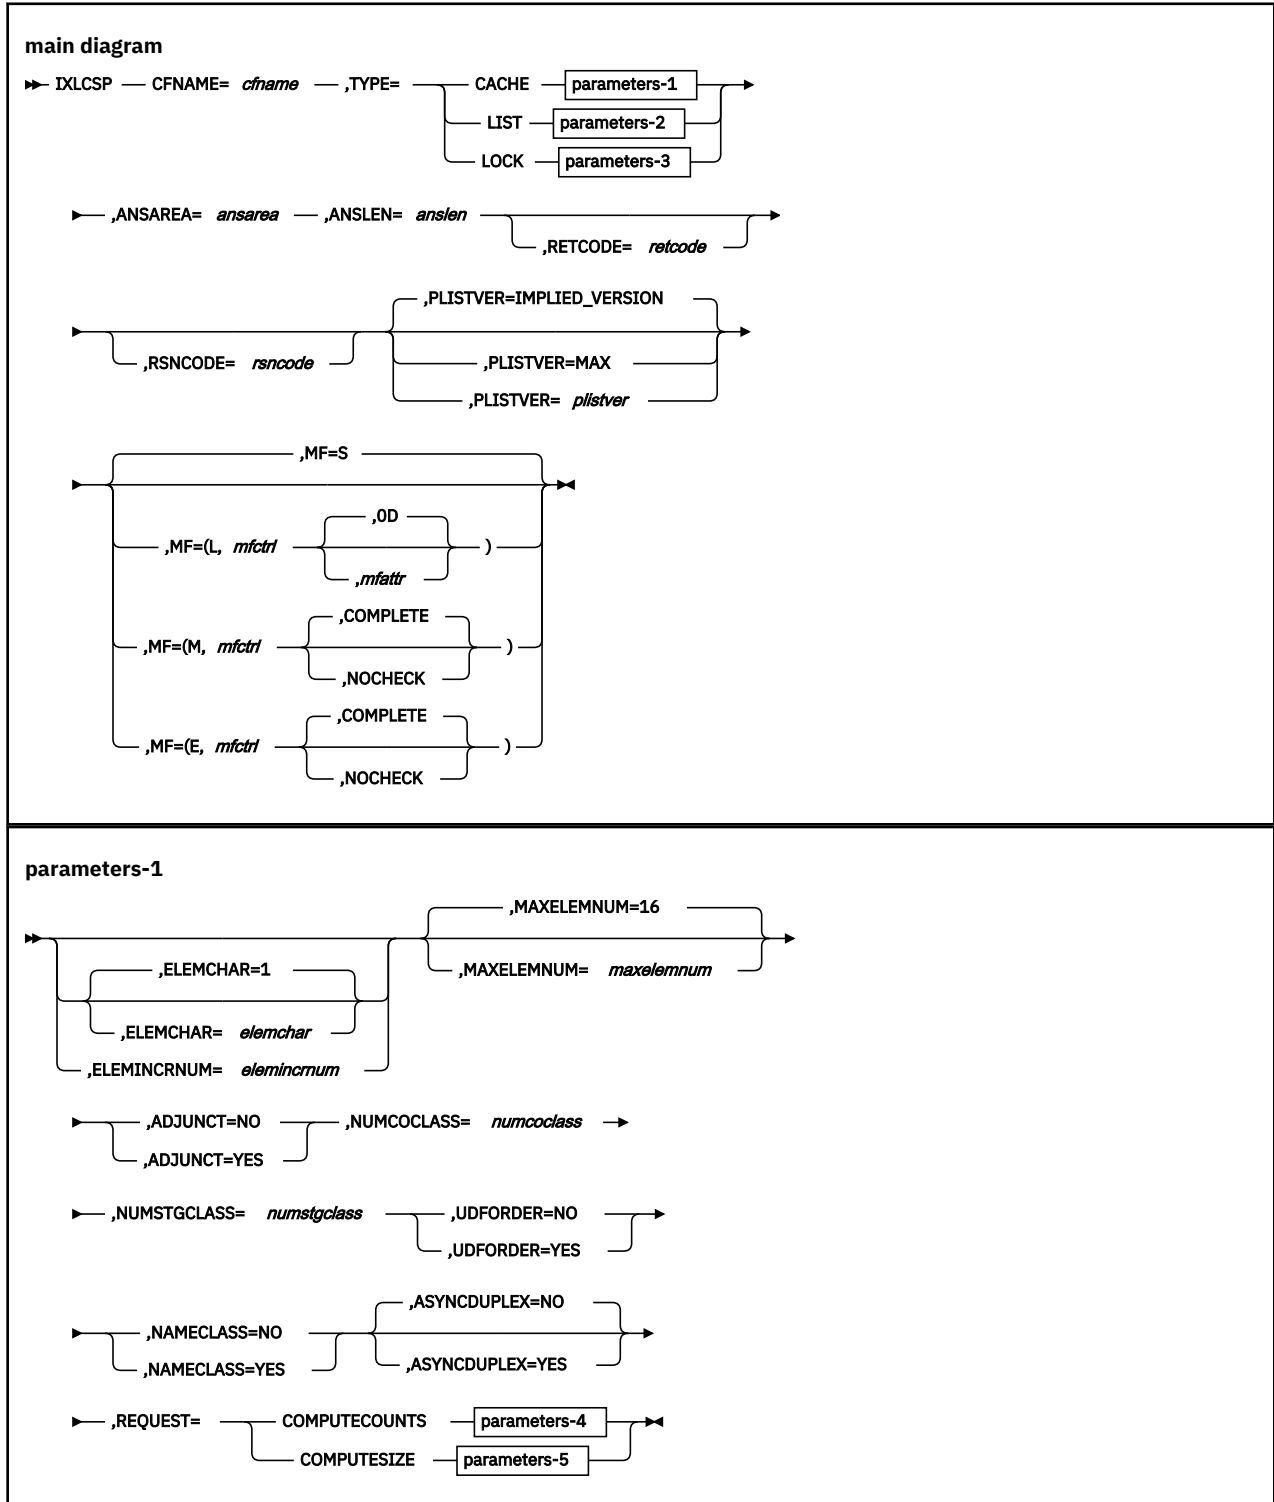 main diagram
IXLCSP CFNAME= cfname ,TYPE= CACHE parameters-1
LIST parameters-2
LOCK parameters-3
,ANSAREA= ansarea ,ANSLEN= anslen
,RETCODE= retcode
,PLISTVER=IMPLIED_VERSION
,RSNCODE= rsncode ,PLISTVER=MAX
,PLISTVER= plistver
,MF=S
,0D
,MF=(L, mfctrl )
,mfattr
,COMPLETE
,MF=(M, mfctrl )
,NOCHECK
,COMPLETE
,MF=(E, mfctrl )
,NOCHECK
parameters-1
,MAXELEMNUM=16
,ELEMCHAR=1 ,MAXELEMNUM= maxelemnum
,ELEMCHAR= elemchar
,ELEMINCRNUM= elemincrnum
,ADJUNCT=NO ,NUMCOCLASS= numcoclass
,ADJUNCT=YES
,NUMSTGCLASS= numstgclass ,UDFORDER=NO
,UDFORDER=YES
,ASYNCDUPLEX=NO
,NAMECLASS=NO
,NAMECLASS=YES ,ASYNCDUPLEX=YES
,REQUEST= COMPUTECOUNTS parameters-4
COMPUTESIZE parameters-5